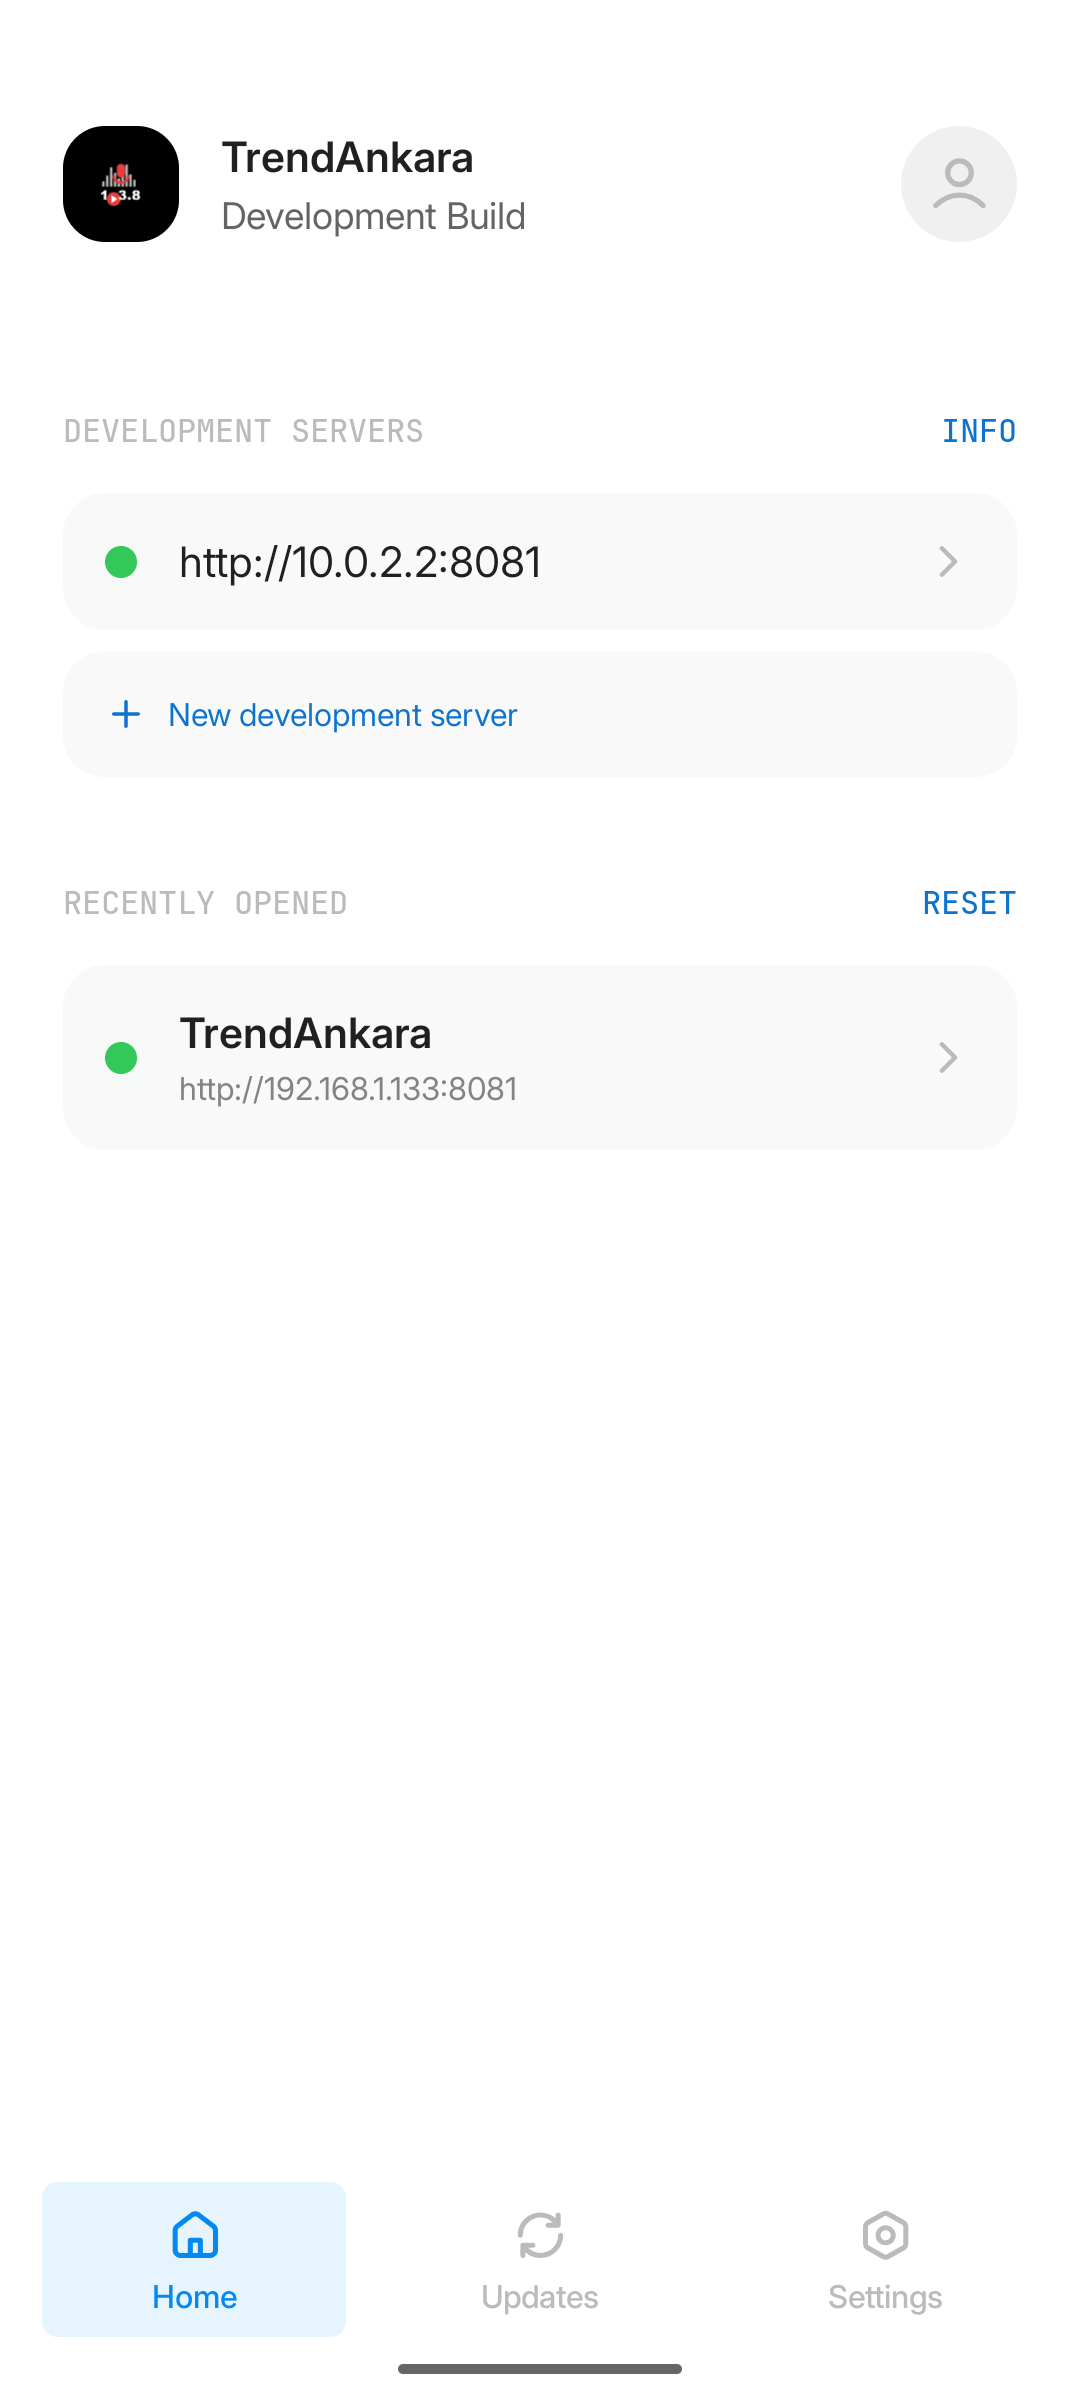 TrendAnkara
Development Build
DEVELOPMENT SERVERS
INFO
http://10.0.2.2:8081
New development server
RECENTLY OPENED
RESET
TrendAnkara
http://192.168.1.133:8081
Home
Updates
Settings